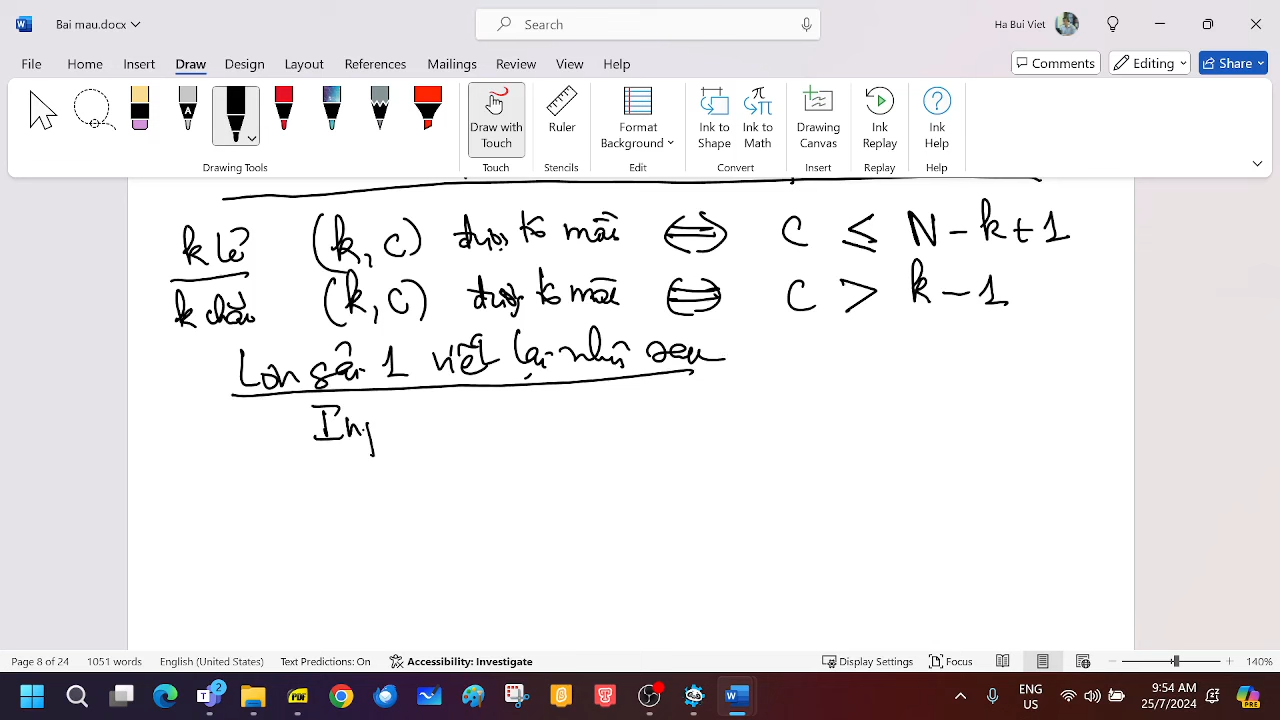 Bai mau.docx
Search
Ha Bui Viet
File Home Insert Draw Design Layout References Mailings Review View Help
Comments Editing Share
Draw with Touch
Ruler
Format Background
Ink to Shape
Ink to Math
Drawing Canvas
Ink Replay
Ink Help
Drawing Tools Touch Stencils Edit Convert Insert Replay Help
k lẻ (k, c) được tô màu ⟺ c ≤ N - k + 1
k chẵn (k, c) được tô màu ⟺ c > k - 1
1 viết lại như sau
Inp
Page 8 of 24 1051 words English (United States) Text Predictions: On Accessibility: Investigate Display Settings Focus 140%
ENG US 9:54 AM 25/7/2024